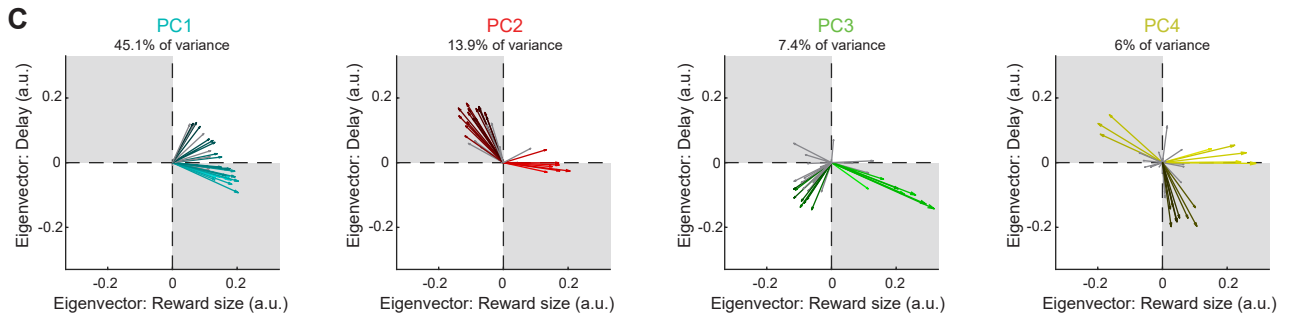 C
PC1
45.1% of variance
Eigenvector: Delay (a.u.)
0.2
0
-0.2
-0.2 0 0.2
Eigenvector: Reward size (a.u.)
PC2
13.9% of variance
Eigenvector: Delay (a.u.)
0.2
0
-0.2
-0.2 0 0.2
Eigenvector: Reward size (a.u.)
PC3
7.4% of variance
Eigenvector: Delay (a.u.)
0.2
0
-0.2
-0.2 0 0.2
Eigenvector: Reward size (a.u.)
PC4
6% of variance
Eigenvector: Delay (a.u.)
0.2
0
-0.2
-0.2 0 0.2
Eigenvector: Reward size (a.u.)